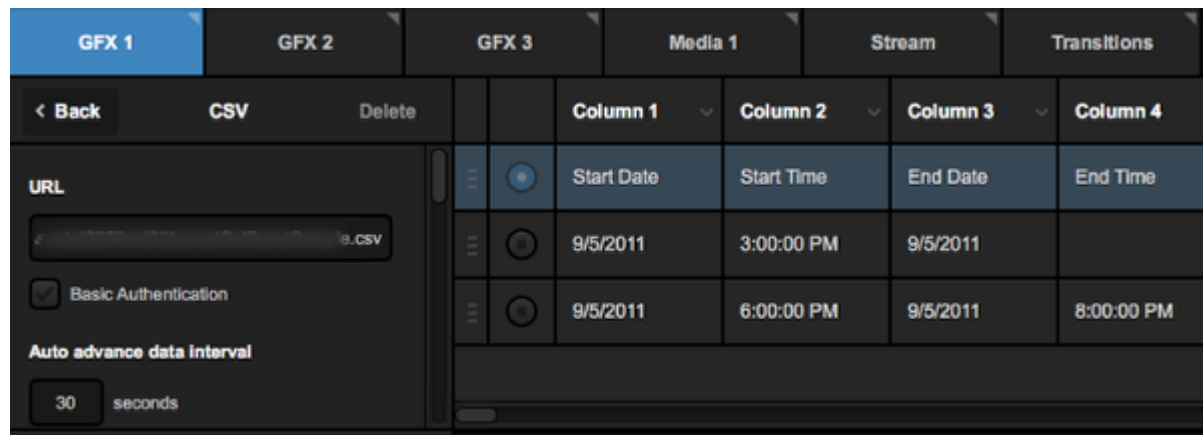 GFX 1 GFX 2 GFX 3 Media 1 Stream Transitions
< Back CSV Delete
Column 1 Column 2 Column 3 Column 4
URL
.csv
Basic Authentication
Auto advance data interval
30 seconds
Start Date Start Time End Date End Time
9/5/2011 3:00:00 PM 9/5/2011
9/5/2011 6:00:00 PM 9/5/2011 8:00:00 PM